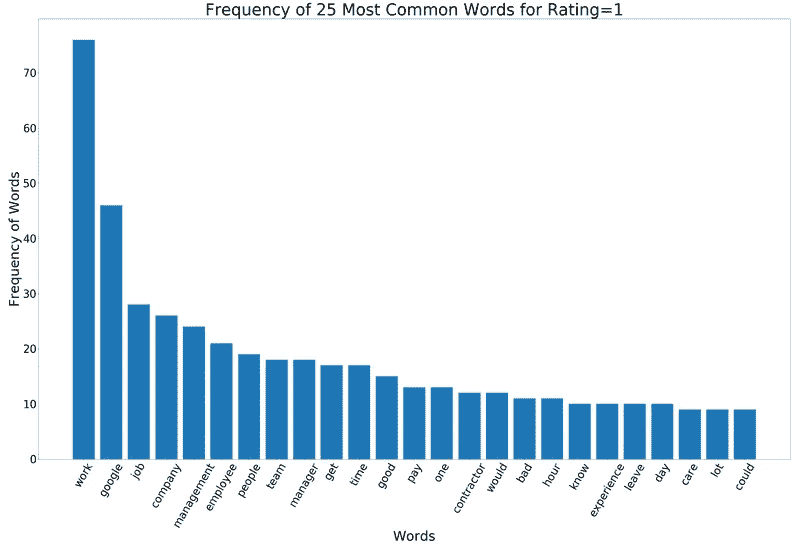 Frequency of 25 Most Common Words for Rating=1
Frequency of Words
70
60
50
40
30
20
10
0
work
google
job
company
management
employee
people
team
manager
get
time
good
pay
one
contractor
would
bad
hour
know
experience
leave
day
care
lot
could
Words